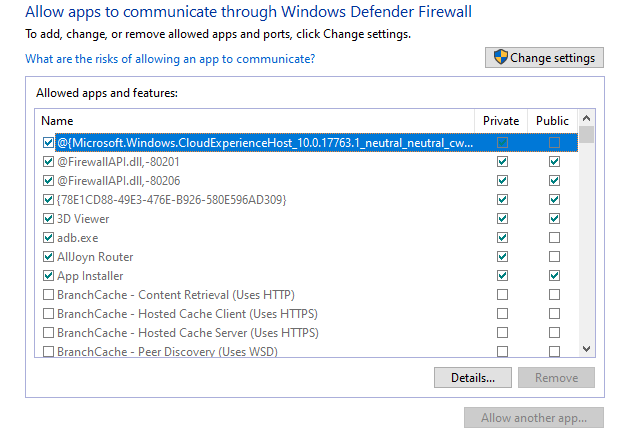 Allow apps to communicate through Windows Defender Firewall
To add, change, or remove allowed apps and ports, click Change settings.
What are the risks of allowing an app to communicate?
Change settings
Allowed apps and features:
Name Private Public
@{Microsoft.Windows.CloudExperienceHost_10.0.17763.1_neutral_neutral_cw...
@FirewallAPI.dll,-80201
@FirewallAPI.dll,-80206
{78E1CD88-49E3-476E-B926-580E596AD309}
3D Viewer
adb.exe
AllJoyn Router
App Installer
BranchCache - Content Retrieval (Uses HTTP)
BranchCache - Hosted Cache Client (Uses HTTPS)
BranchCache - Hosted Cache Server (Uses HTTPS)
BranchCache - Peer Discovery (Uses WSD)
Details... Remove
Allow another app...